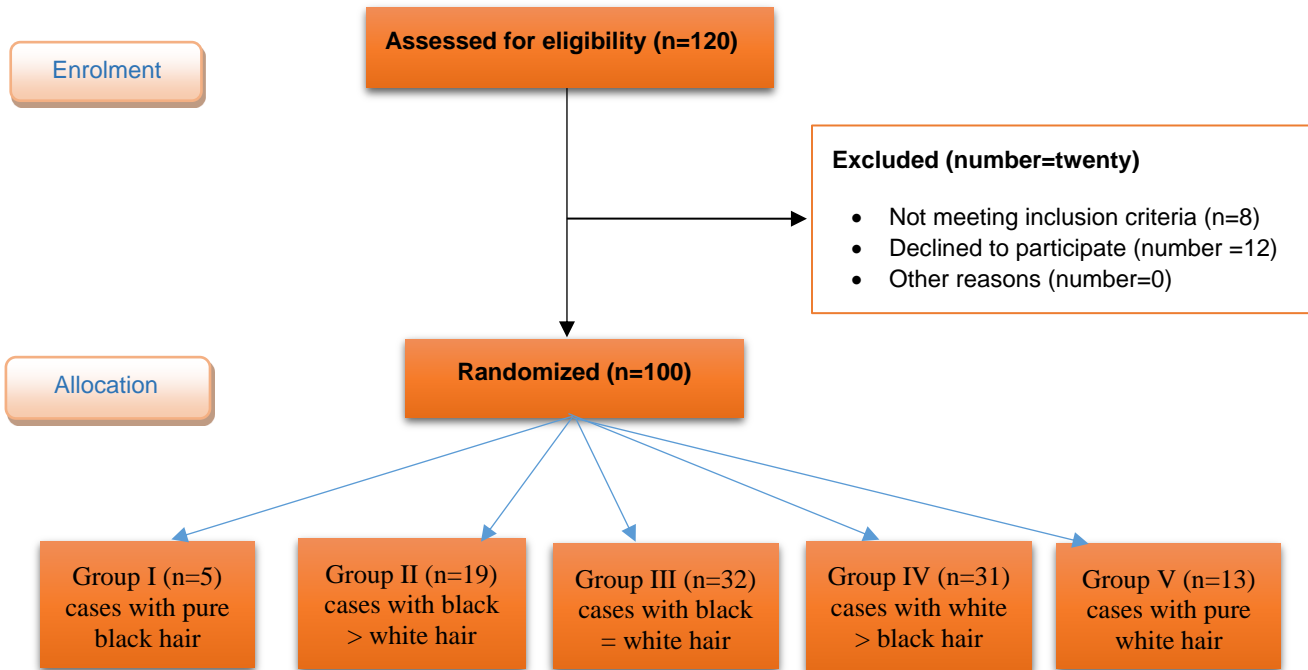 Assessed for eligibility (n=120)
Enrolment
Excluded (number=twenty)
• Not meeting inclusion criteria (n=8)
• Declined to participate (number =12)
• Other reasons (number=0)
Randomized (n=100)
Allocation
Group I (n=5)
cases with pure
black hair
Group II (n=19)
cases with black
> white hair
Group III (n=32)
cases with black
= white hair
Group IV (n=31)
cases with white
> black hair
Group V (n=13)
cases with pure
white hair